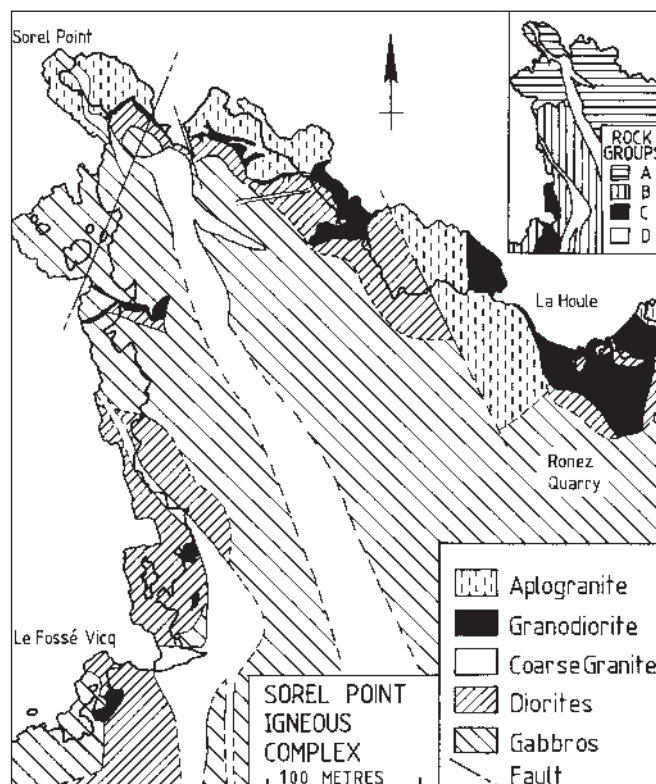 Sorel Point
ROCK
GROUPS
A
B
C
D
La Houle
Ronez
Quarry
Le Fossé Vicq
SOREL POINT
IGNEOUS
COMPLEX
100 METRES
Aplogranite
Granodiorite
Coarse Granite
Diorites
Gabbros
Fault